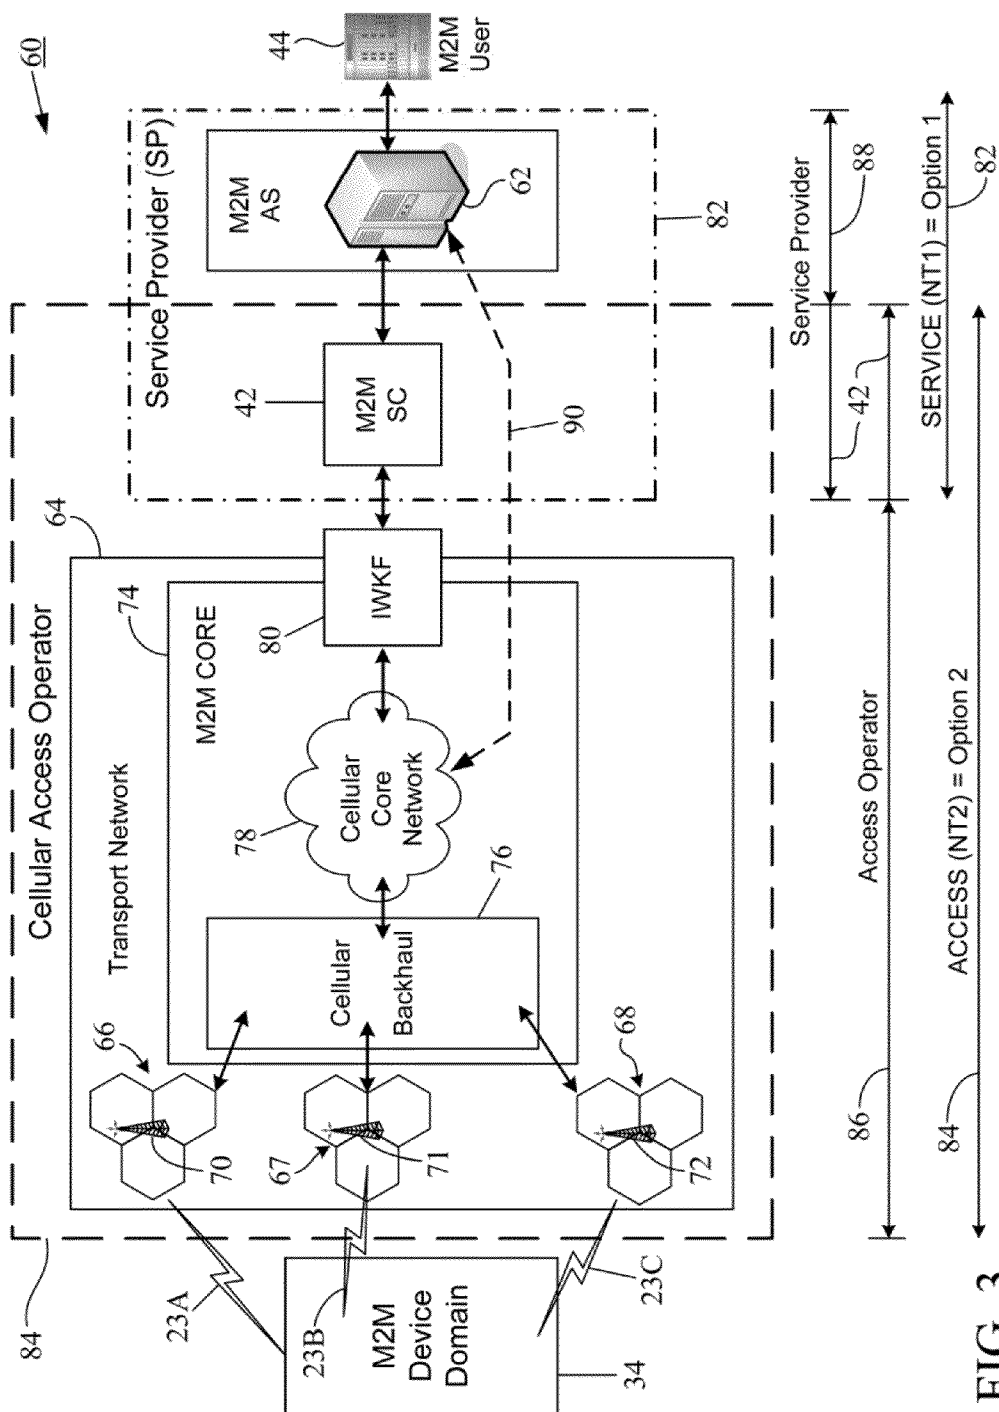 60
Cellular Access Operator
84
Transport Network
64
M2M CORE
74
Service Provider (SP)
M2M
AS
62
82
44
M2M
User
M2M
SC
42
IWKF
80
Cellular
Core
Network
78
Cellular
Backhaul
76
90
66
70
67
71
68
72
23A
23B
23C
M2M
Device
Domain
34
Service Provider
42
88
Access Operator
86
SERVICE (NT1) = Option 1
82
ACCESS (NT2) = Option 2
84
FIG. 3